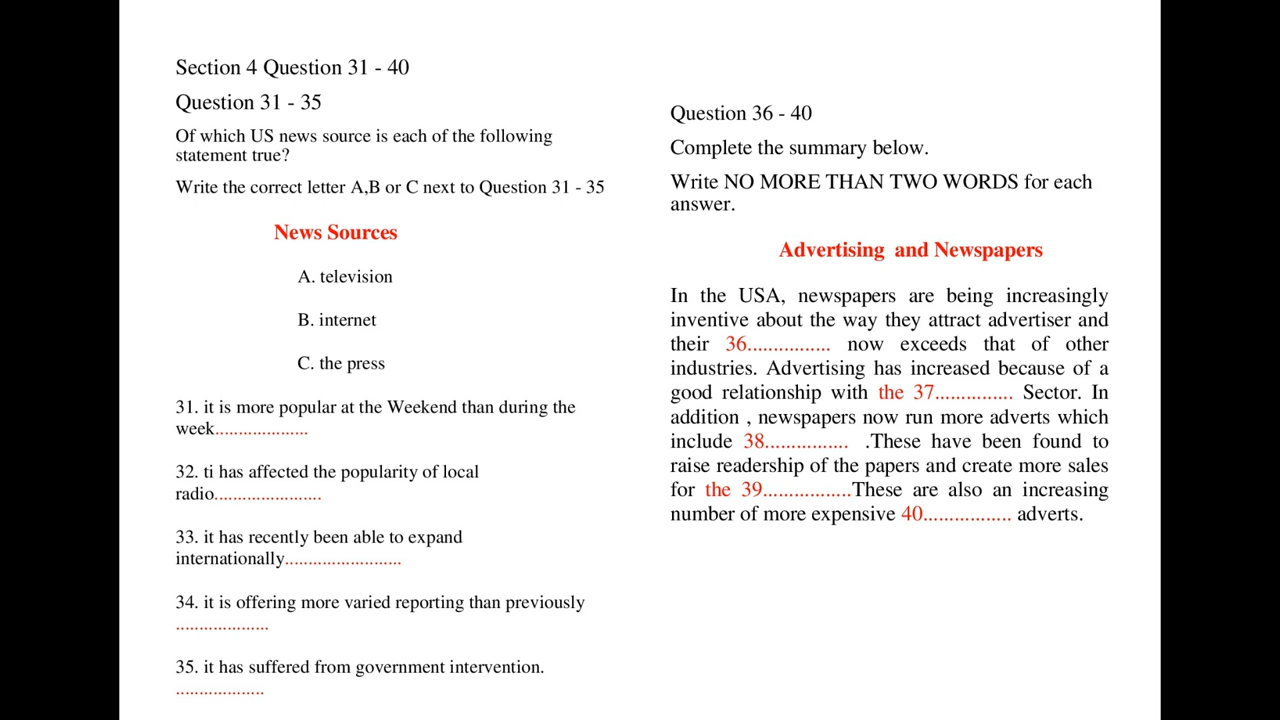 Section 4 Question 31 - 40
Question 31 - 35
Of which US news source is each of the following
statement true?
Write the correct letter A,B or C next to Question 31 - 35
News Sources
A. television
B. internet
C. the press
31. it is more popular at the Weekend than during the
week....................
32. ti has affected the popularity of local
radio.......................
33. it has recently been able to expand
internationally.........................
34. it is offering more varied reporting than previously
....................
35. it has suffered from government intervention.
...................
Question 36 - 40
Complete the summary below.
Write NO MORE THAN TWO WORDS for each
answer.
Advertising and Newspapers
In the USA, newspapers are being increasingly
inventive about the way they attract advertiser and
their 36............... now exceeds that of other
industries. Advertising has increased because of a
good relationship with the 37.............. Sector. In
addition , newspapers now run more adverts which
include 38............... .These have been found to
raise readership of the papers and create more sales
for the 39................These are also an increasing
number of more expensive 40................ adverts.